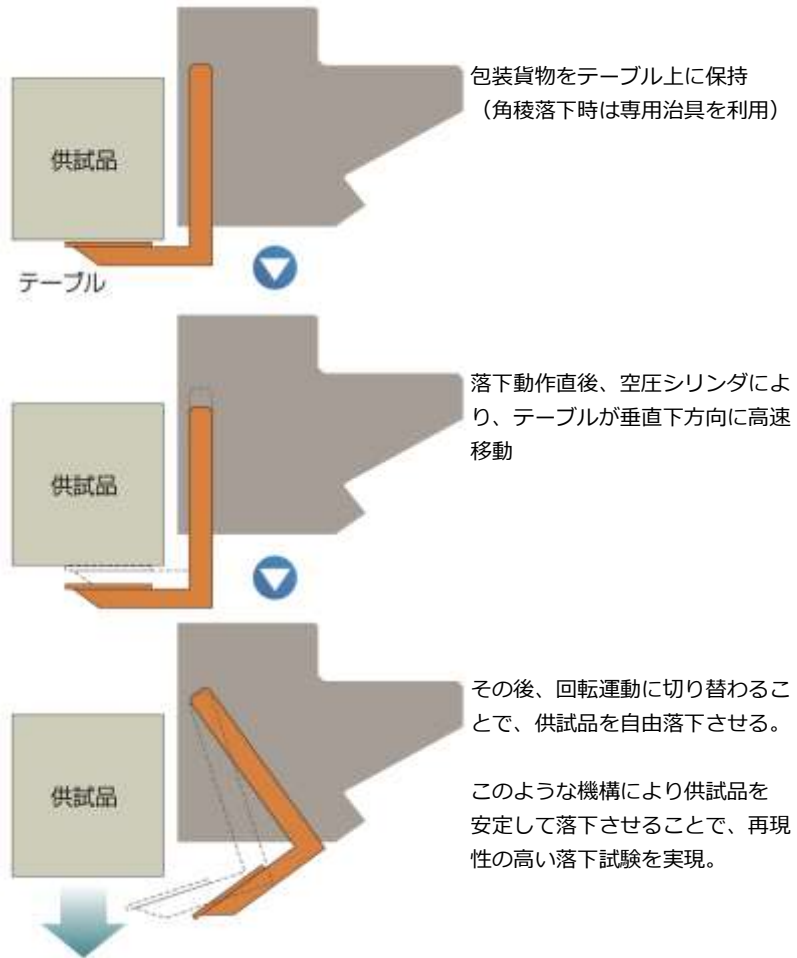 包装貨物をテーブル上に保持
（角稜落下時は専用治具を利用）
供試品
テーブル
落下動作直後、空圧シリンダによ
り、テーブルが垂直下方向に高速
移動
供試品
その後、回転運動に切り替わるこ
とで、供試品を自由落下させる。
供試品
このような機構により供試品を
安定して落下させることで、再現
性の高い落下試験を実現。